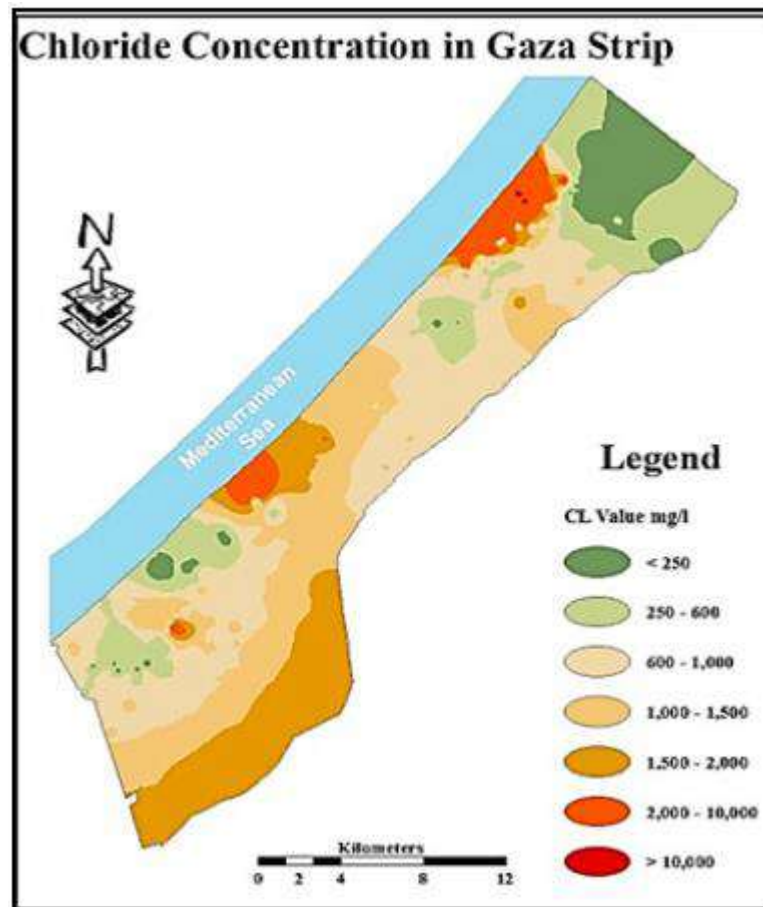 Chloride Concentration in Gaza Strip
N
Mediterranean
Sea
Legend
CL Value mg/l
< 250
250 - 600
600 - 1,000
1,000 - 1,500
1,500 - 2,000
2,000 - 10,000
> 10,000
Kilometers
0 2 4 8 12